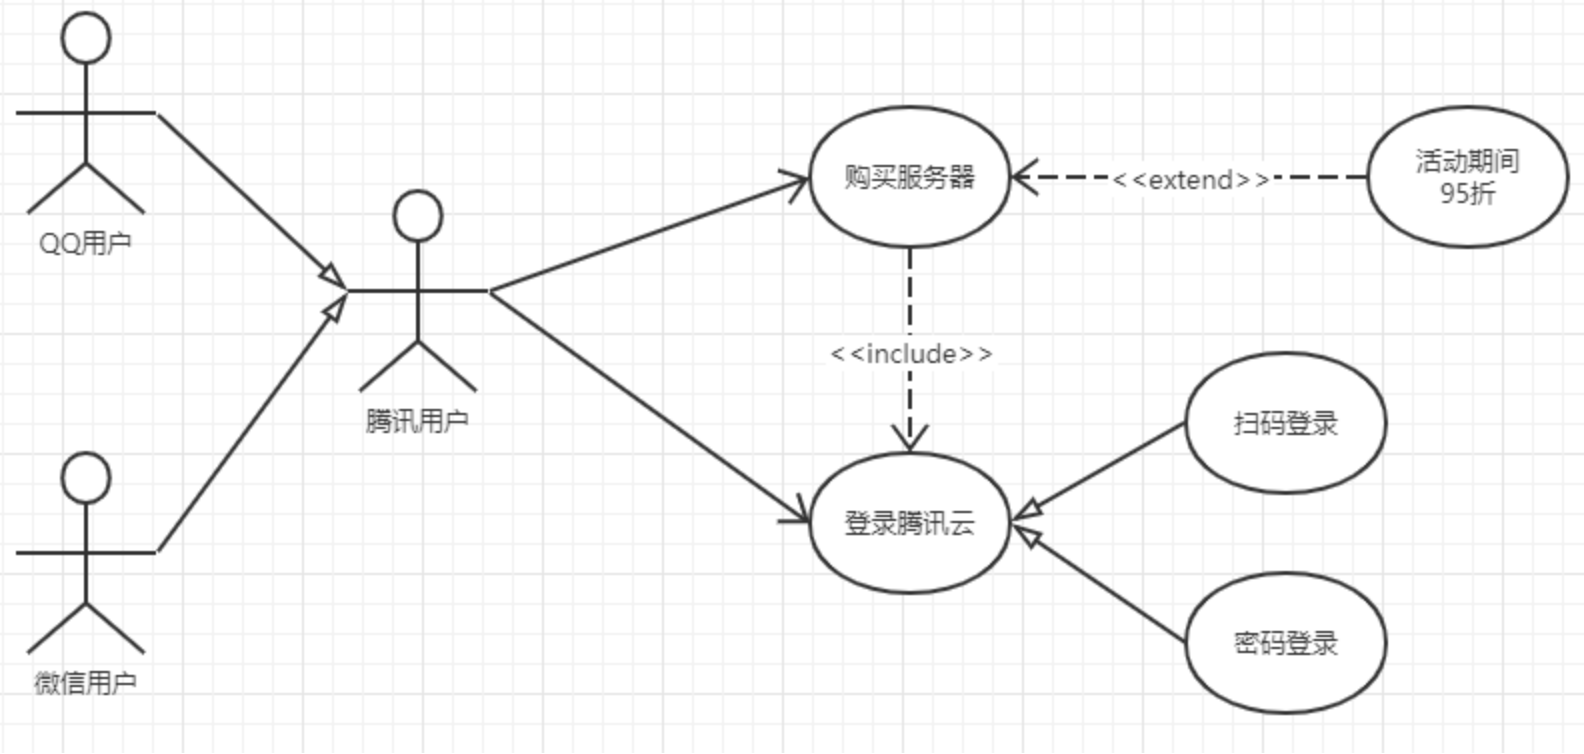 QQ用户
腾讯用户
微信用户
购买服务器
<<extend>>
活动期间
95折
<<include>>
登录腾讯云
扫码登录
密码登录